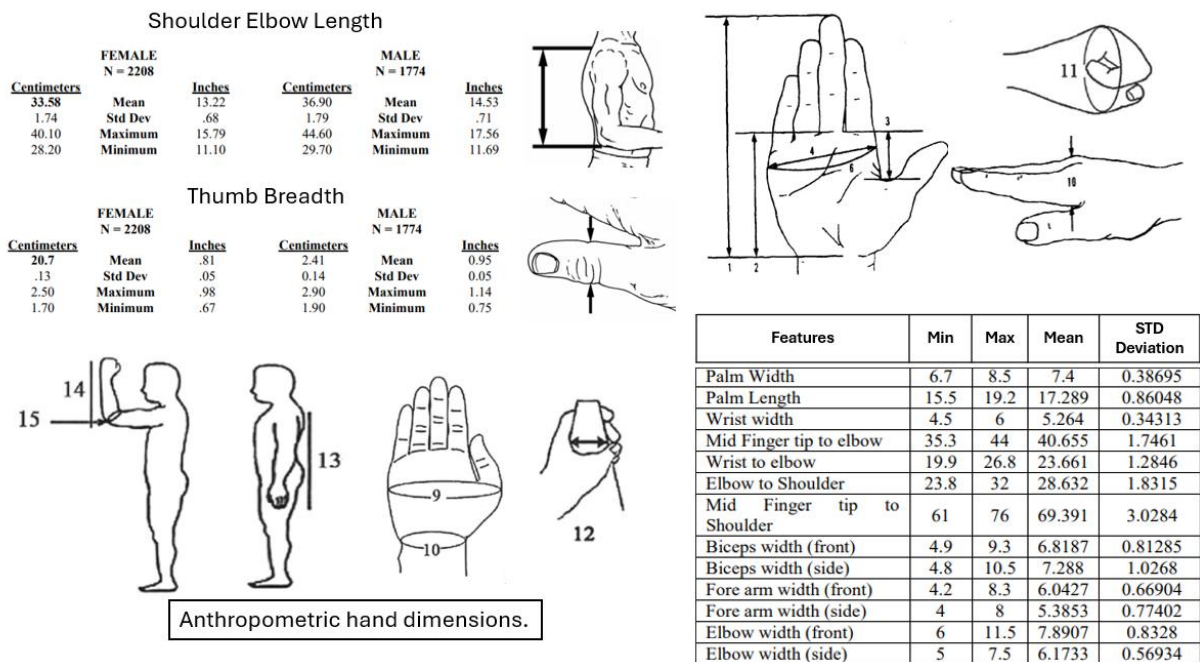 Shoulder Elbow Length
FEMALE MALE
N = 2208 N = 1774
Centimeters Inches Centimeters Inches
33.58 Mean 13.22 36.90 Mean 14.53
1.74 Std Dev .68 1.79 Std Dev .71
40.10 Maximum 15.79 44.60 Maximum 17.56
28.20 Minimum 11.10 29.70 Minimum 11.69
Thumb Breadth
FEMALE MALE
N = 2208 N = 1774
Centimeters Inches Centimeters Inches
20.7 Mean .81 2.41 Mean 0.95
.13 Std Dev .05 0.14 Std Dev 0.05
2.50 Maximum .98 2.90 Maximum 1.14
1.70 Minimum .67 1.90 Minimum 0.75
3
4
6
1 2
11
10
14
15
13
9
10
12
Anthropometric hand dimensions.
Features Min Max Mean STD Deviation
Palm Width 6.7 8.5 7.4 0.38695
Palm Length 15.5 19.2 17.289 0.86048
Wrist width 4.5 6 5.264 0.34313
Mid Finger tip to elbow 35.3 44 40.655 1.7461
Wrist to elbow 19.9 26.8 23.661 1.2846
Elbow to Shoulder 23.8 32 28.632 1.8315
Mid Finger tip to Shoulder 61 76 69.391 3.0284
Biceps width (front) 4.9 9.3 6.8187 0.81285
Biceps width (side) 4.8 10.5 7.288 1.0268
Fore arm width (front) 4.2 8.3 6.0427 0.66904
Fore arm width (side) 4 8 5.3853 0.77402
Elbow width (front) 6 11.5 7.8907 0.8328
Elbow width (side) 5 7.5 6.1733 0.56934